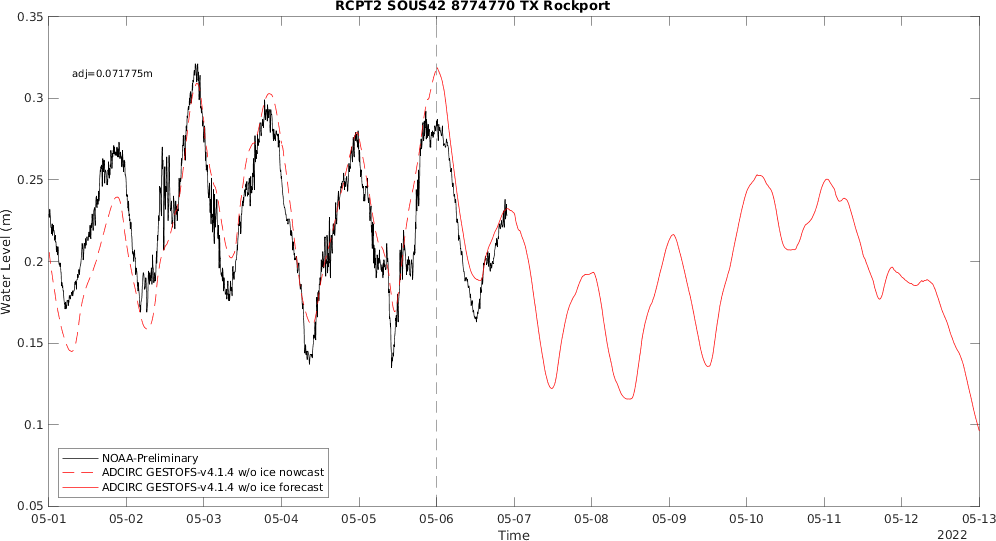 RCPT2 SOUS42 8774770 TX Rockport
adj=0.071775m
Water Level (m)
0.35
0.3
0.25
0.2
0.15
0.1
0.05
NOAA-Preliminary
ADCIRC GESTOFS-v4.1.4 w/o ice nowcast
ADCIRC GESTOFS-v4.1.4 w/o ice forecast
05-01 05-02 05-03 05-04 05-05 05-06 05-07 05-08 05-09 05-10 05-11 05-12 05-13
Time
2022